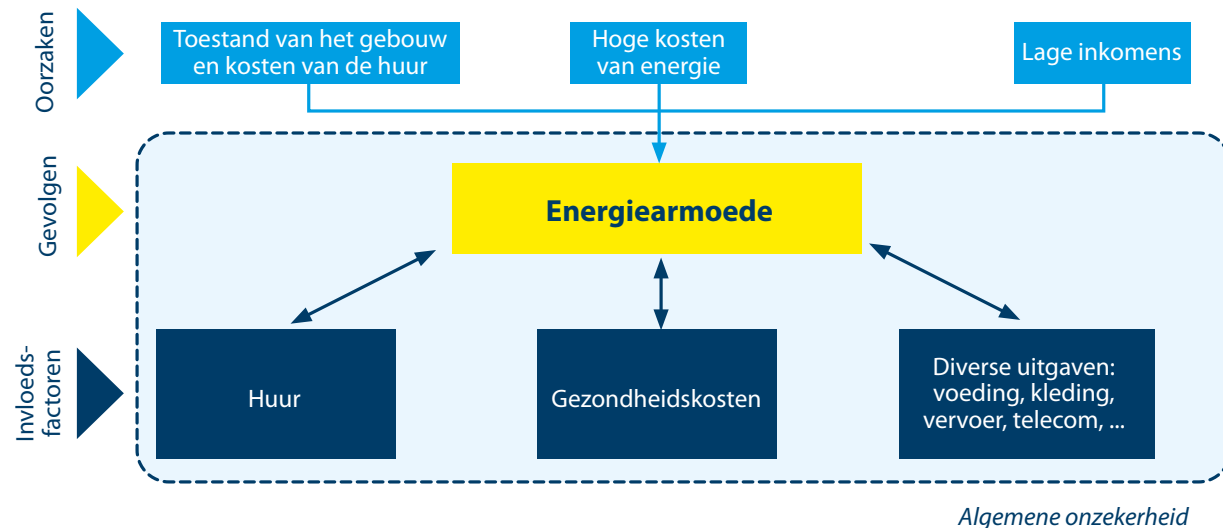 Oorzaken
Toestand van het gebouw
en kosten van de huur
Hoge kosten
van energie
Lage inkomens
Gevolgen
Energiearmoede
Invloeds-
factoren
Huur
Gezondheidskosten
Diverse uitgaven:
voeding, kleding,
vervoer, telecom, ...
Algemene onzekerheid